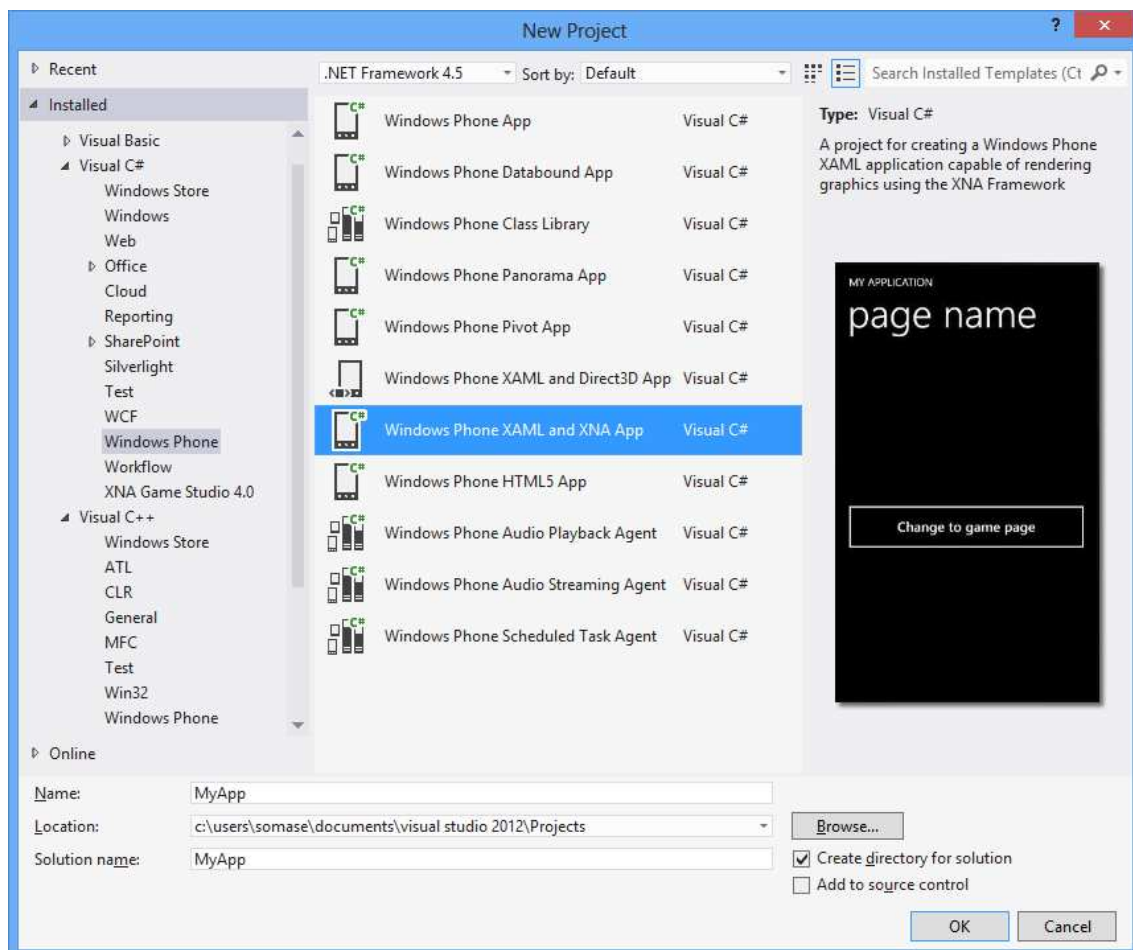 New Project
?
Recent
Installed
Visual Basic
Visual C#
Windows Store
Windows
Web
Office
Cloud
Reporting
SharePoint
Silverlight
Test
WCF
Windows Phone
Workflow
XNA Game Studio 4.0
Visual C++
Windows Store
ATL
CLR
General
MFC
Test
Win32
Windows Phone
Online
.NET Framework 4.5 Sort by: Default Search Installed Templates (Ct
C# Windows Phone App Visual C#
C# Windows Phone Databound App Visual C#
C# Windows Phone Class Library Visual C#
C# Windows Phone Panorama App Visual C#
C# Windows Phone Pivot App Visual C#
Windows Phone XAML and Direct3D App Visual C#
C# Windows Phone XAML and XNA App Visual C#
C# Windows Phone HTML5 App Visual C#
C# Windows Phone Audio Playback Agent Visual C#
C# Windows Phone Audio Streaming Agent Visual C#
C# Windows Phone Scheduled Task Agent Visual C#
Type: Visual C#
A project for creating a Windows Phone
XAML application capable of rendering
graphics using the XNA Framework
MY APPLICATION
page name
Change to game page
Name: MyApp
Location: c:\users\somase\documents\visual studio 2012\Projects Browse...
Solution name: MyApp
Create directory for solution
Add to source control
OK Cancel